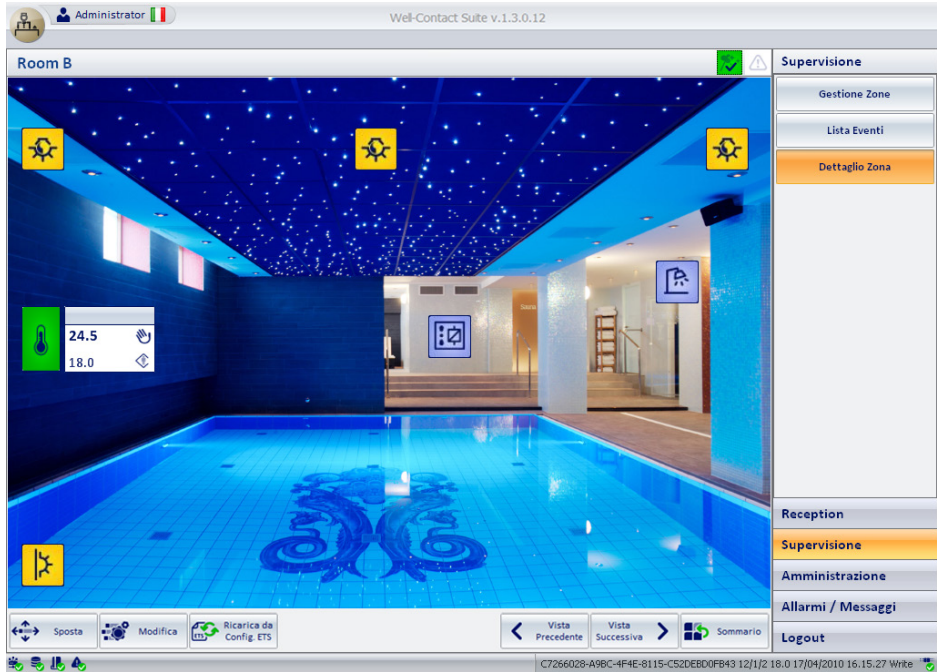 Administrator
Well-Contact Suite v.1.3.0.12
Room B
Supervisione
Gestione Zone
Lista Eventi
Dettaglio Zona
24.5
18.0
Reception
Supervisione
Amministrazione
Allarmi / Messaggi
Logout
Sposta
Modifica
ETS
Ricarica da
Config. ETS
Vista
Precedente
Vista
Successiva
Sommario
C7266028-A9BC-4F4E-8115-C52DEBD0FB43 12/1/2 18.0 17/04/2010 16.15.27 Write